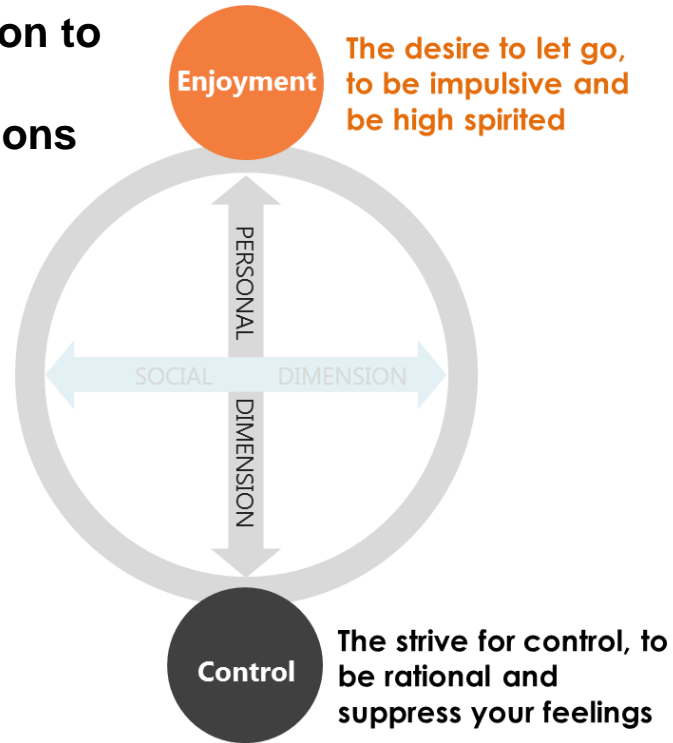 on to
ons
Enjoyment
The desire to let go,
to be impulsive and
be high spirited
PERSONAL DIMENSION
SOCIAL DIMENSION
Control
The strive for control, to
be rational and
suppress your feelings